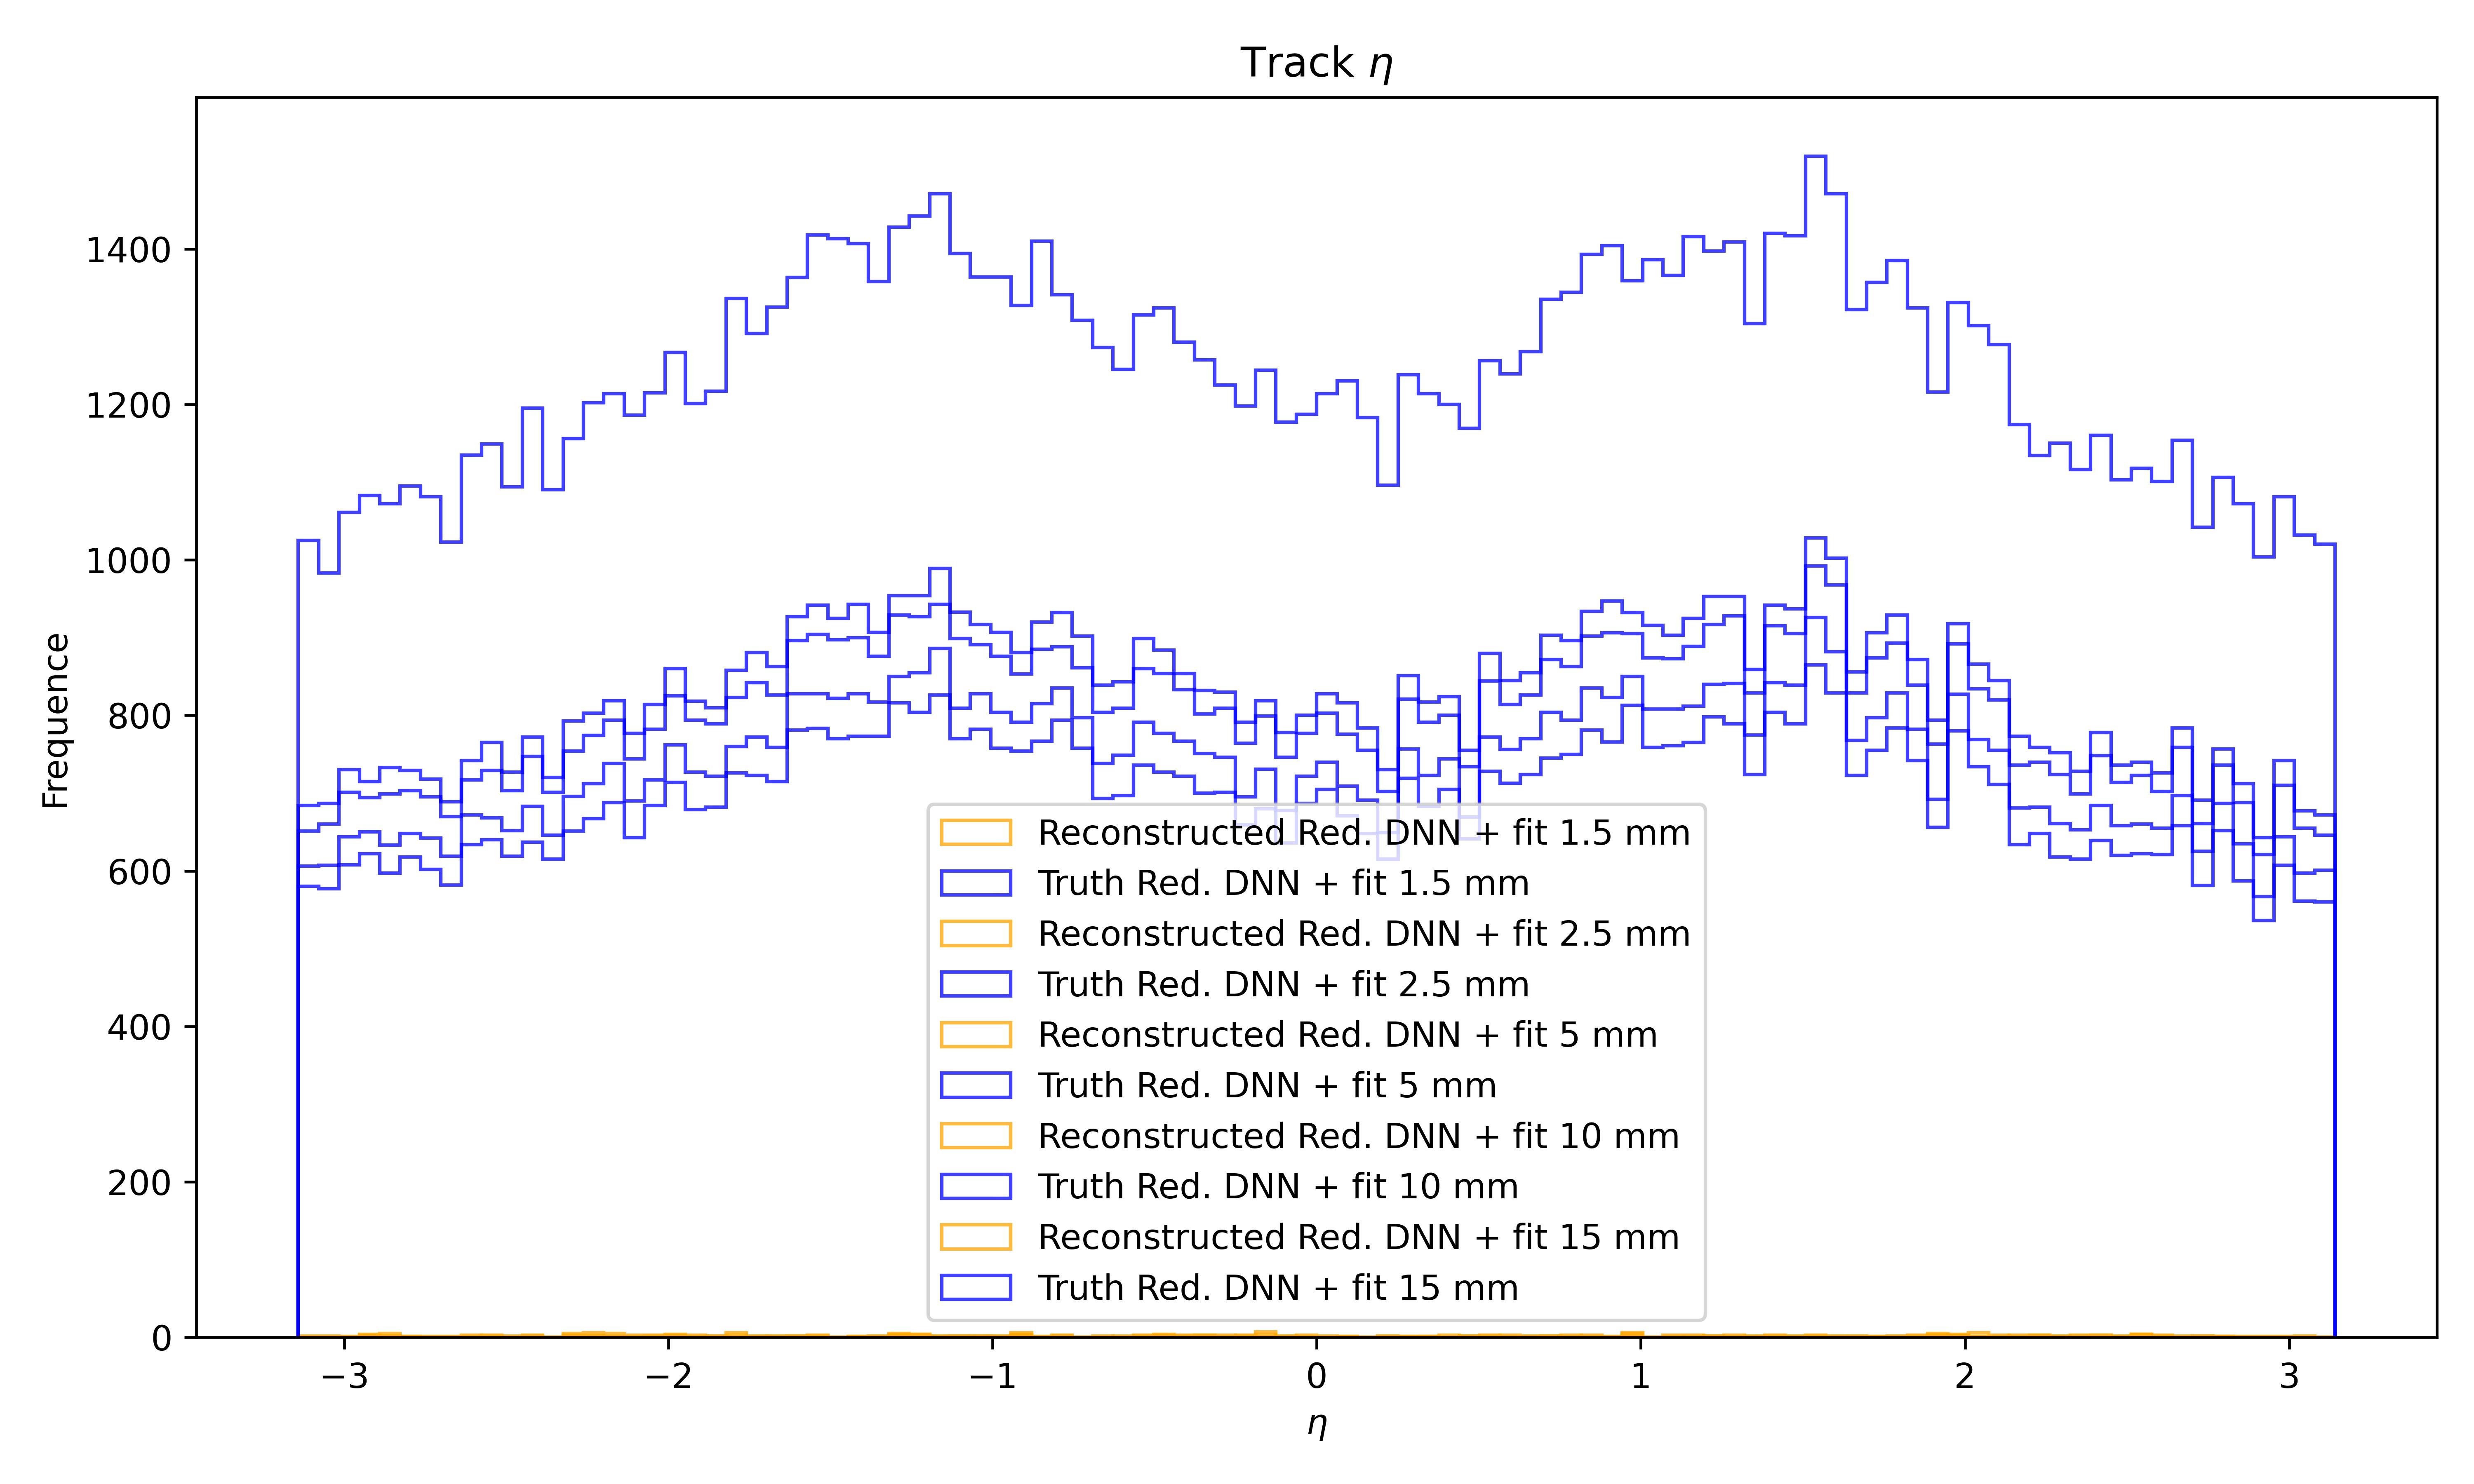 Track η
Frequence
1400
1200
1000
800
600
400
200
0
Reconstructed Red. DNN + fit 1.5 mm
Truth Red. DNN + fit 1.5 mm
Reconstructed Red. DNN + fit 2.5 mm
Truth Red. DNN + fit 2.5 mm
Reconstructed Red. DNN + fit 5 mm
Truth Red. DNN + fit 5 mm
Reconstructed Red. DNN + fit 10 mm
Truth Red. DNN + fit 10 mm
Reconstructed Red. DNN + fit 15 mm
Truth Red. DNN + fit 15 mm
−3 −2 −1 0 1 2 3
η